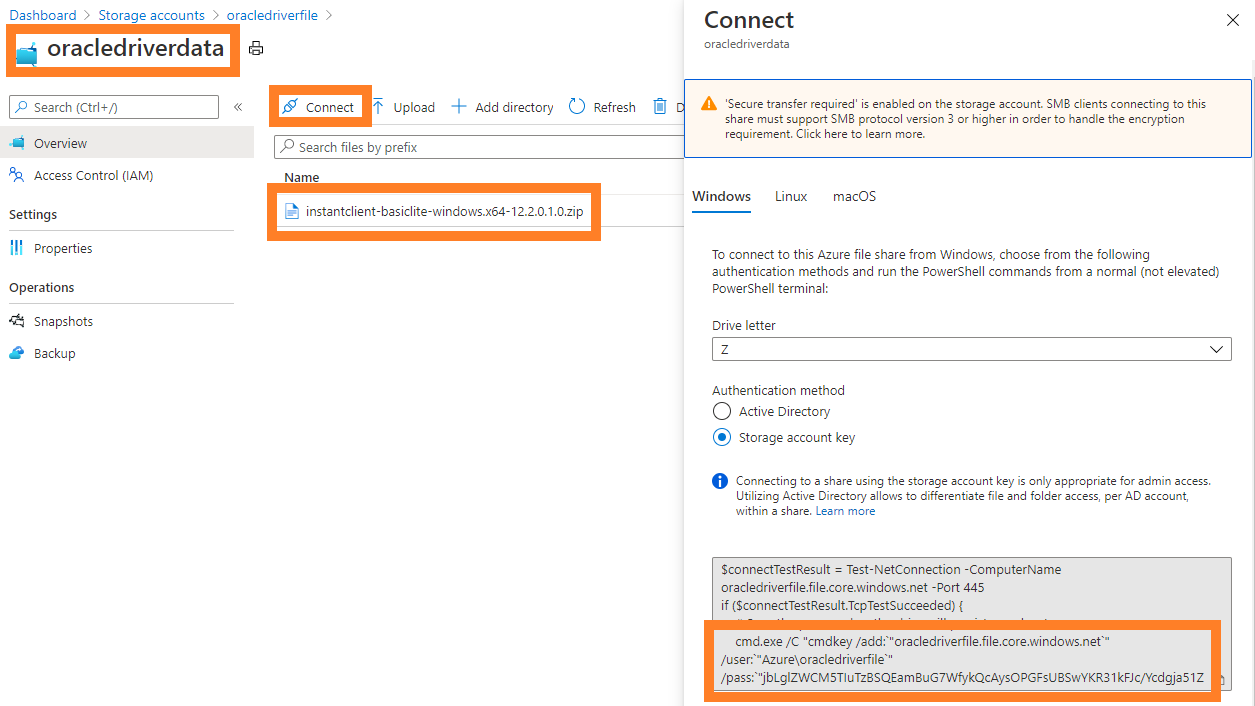 Dashboard > Storage accounts > oracledriverfile >
oracledriverdata
Search (Ctrl+/)
«
Overview
Access Control (IAM)
Settings
Properties
Operations
Snapshots
Backup
Connect
Upload
Add directory
Refresh
D
Search files by prefix
Name
instantclient-basiclite-windows.x64-12.2.0.1.0.zip
Connect
oracledriverdata
'Secure transfer required' is enabled on the storage account. SMB clients connecting to this
share must support SMB protocol version 3 or higher in order to handle the encryption
requirement. Click here to learn more.
Windows
Linux
macOS
To connect to this Azure file share from Windows, choose from the following
authentication methods and run the PowerShell commands from a normal (not elevated)
PowerShell terminal:
Drive letter
Z
Authentication method
Active Directory
Storage account key
Connecting to a share using the storage account key is only appropriate for admin access.
Utilizing Active Directory allows to differentiate file and folder access, per AD account,
within a share. Learn more
$connectTestResult = Test-NetConnection -ComputerName
oracledriverfile.file.core.windows.net -Port 445
if ($connectTestResult.TcpTestSucceeded) {
cmd.exe /C "cmdkey /add:`"oracledriverfile.file.core.windows.net`"
/user:`"Azure\oracledriverfile`"
/pass:`"jbLglZWCM5TIuTzBSQEamBuG7WfykQcAysOPGFsUBSwYKR31kFJc/Ycdgja51Z